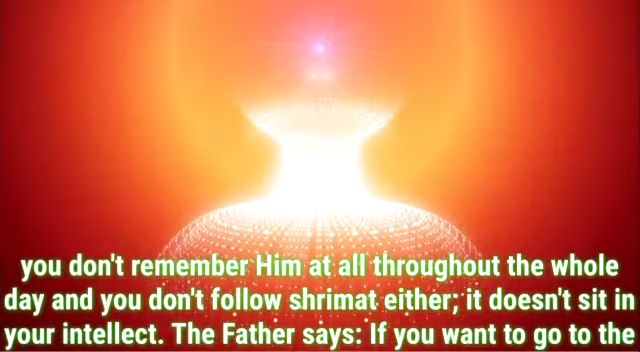 you don't remember Him at all throughout the whole
day and you don't follow shrimat either; it doesn't sit in
your intellect. The Father says: If you want to go to the